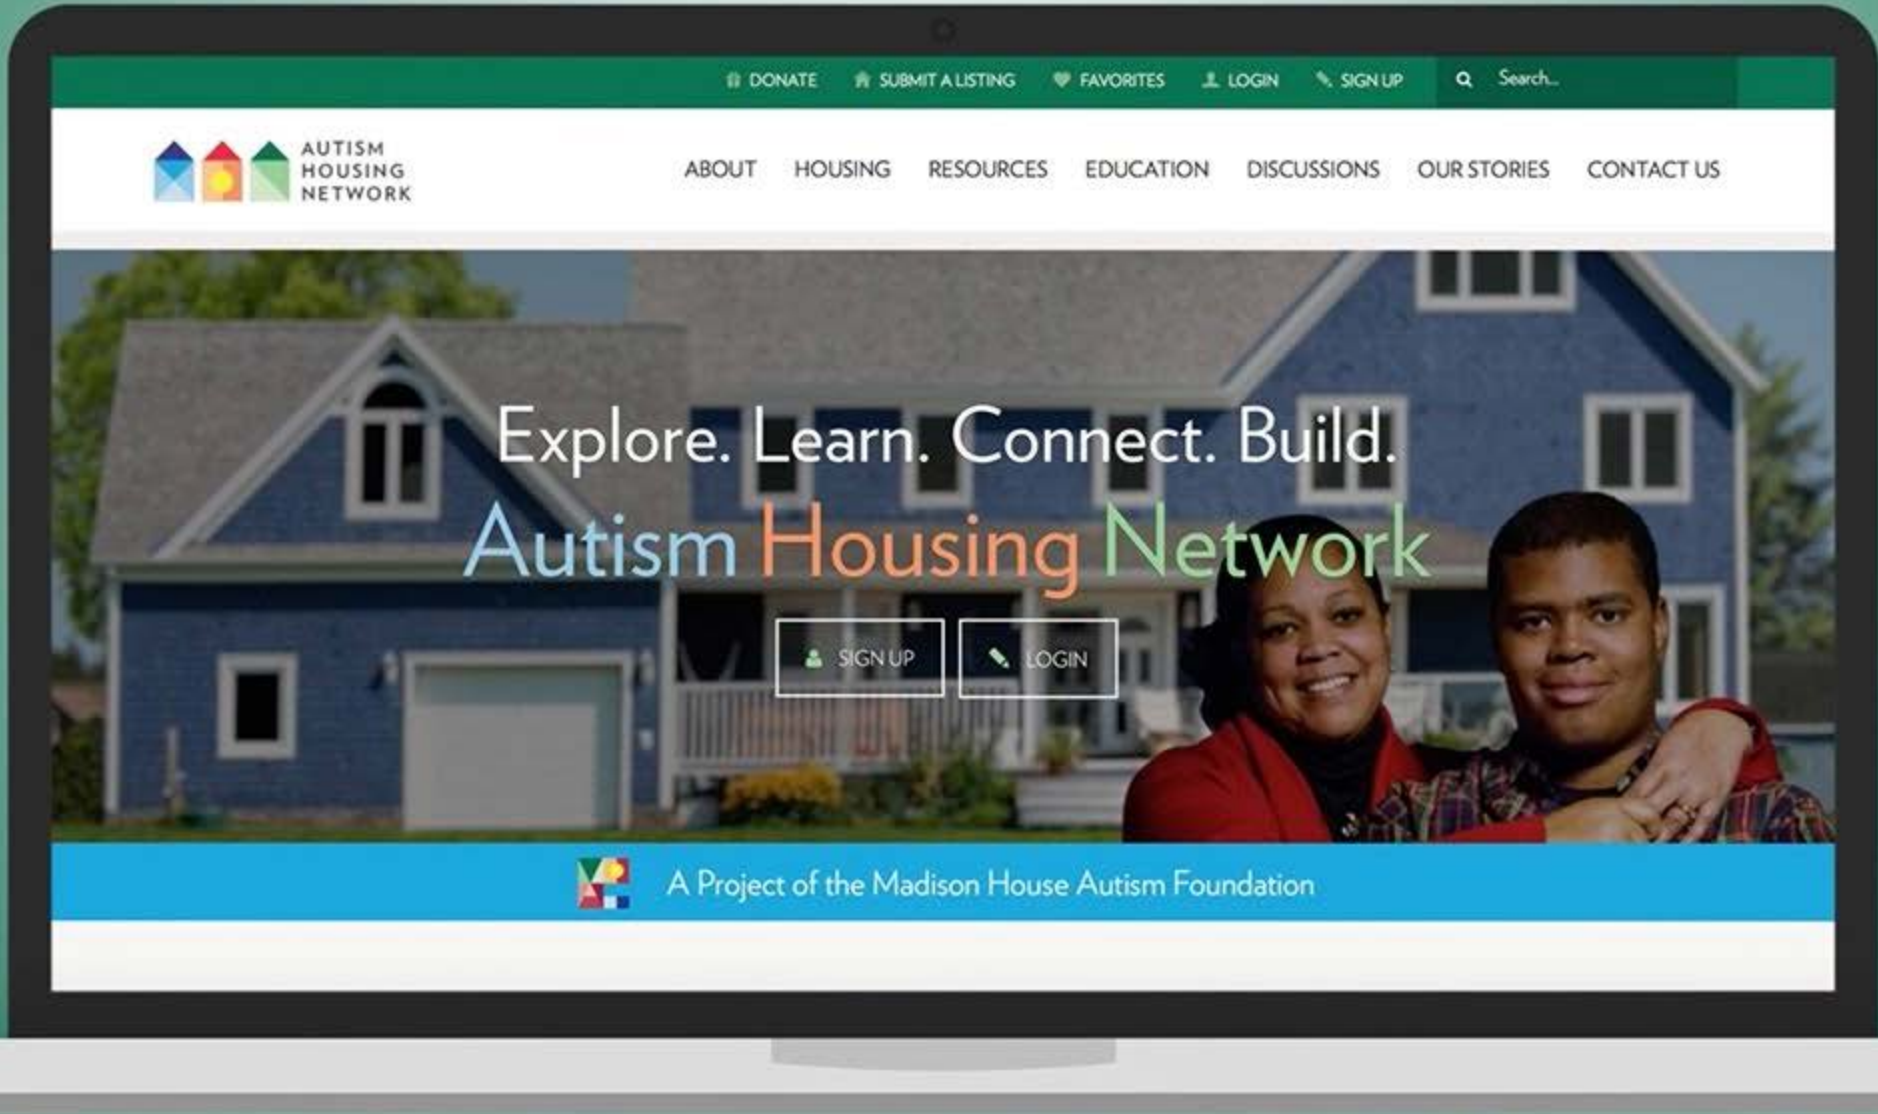 DONATE SUBMIT A LISTING FAVORITES LOGIN SIGN UP Search...
AUTISM
HOUSING
NETWORK
ABOUT HOUSING RESOURCES EDUCATION DISCUSSIONS OUR STORIES CONTACT US
Explore. Learn. Connect. Build.
Autism Housing Network
SIGN UP LOGIN
A Project of the Madison House Autism Foundation